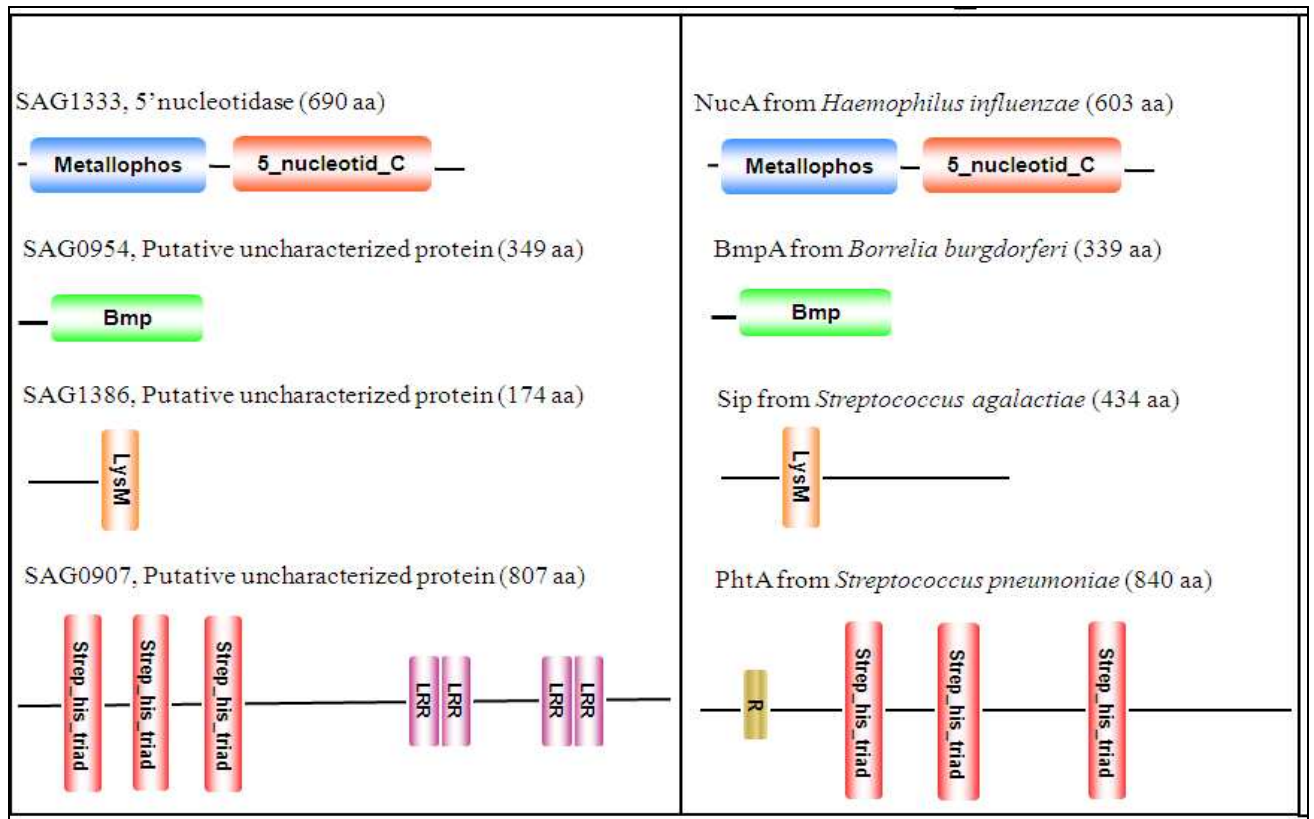 SAG1333, 5'nucleotidase (690 aa)
Metallophos
5_nucleotid_C
SAG0954, Putative uncharacterized protein (349 aa)
Bmp
SAG1386, Putative uncharacterized protein (174 aa)
LysM
SAG0907, Putative uncharacterized protein (807 aa)
Strep_his_triad
Strep_his_triad
Strep_his_triad
LRR
LRR
LRR
LRR
NucA from Haemophilus influenzae (603 aa)
Metallophos
5_nucleotid_C
BmpA from Borrelia burgdorferi (339 aa)
Bmp
Sip from Streptococcus agalactiae (434 aa)
LysM
PhtA from Streptococcus pneumoniae (840 aa)
R
Strep_his_triad
Strep_his_triad
Strep_his_triad